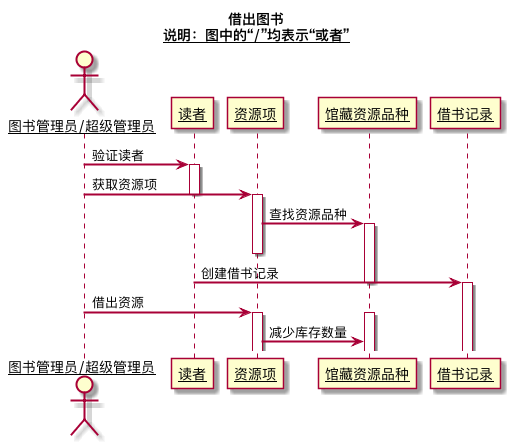 借出图书
说明：图中的“/”均表示“或者”
图书管理员/超级管理员
读者
资源项
馆藏资源品种
借书记录
验证读者
获取资源项
查找资源品种
创建借书记录
借出资源
减少库存数量
图书管理员/超级管理员
读者
资源项
馆藏资源品种
借书记录